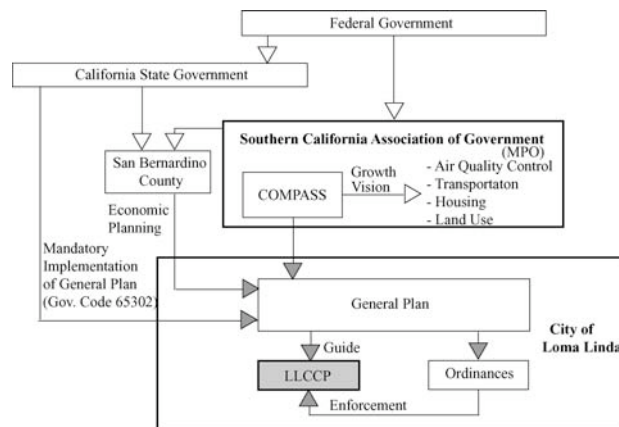 Federal Government
California State Government
Southern California Association of Government
(MPO)
San Bernardino
County
COMPASS
Growth
Vision
- Air Quality Control
- Transportaton
- Housing
- Land Use
Economic
Planning
Mandatory
Implementation
of General Plan
(Gov. Code 65302)
General Plan
City of
Loma Linda
Guide
LLCCP
Ordinances
Enforcement